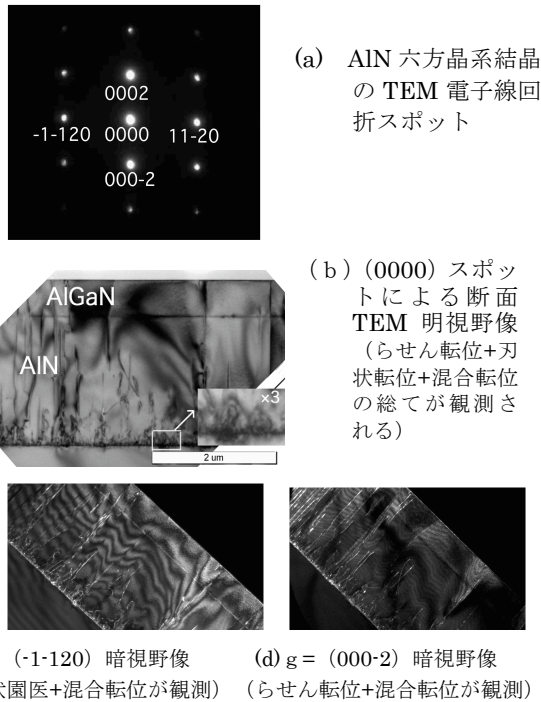 0002
-1-120 0000 11-20
000-2
(a) AlN 六方晶系結晶
の TEM 電子線回
折スポット
AlGaN
AlN
×3
2 um
(b)(0000)スポッ
トによる断面
TEM 明視野像
(らせん転位+刃
状転位+混合転位
の総てが観測さ
れる)
(-1-120)暗視野像
状園医+混合転位が観測)
(d) g =(000-2)暗視野像
(らせん転位+混合転位が観測)